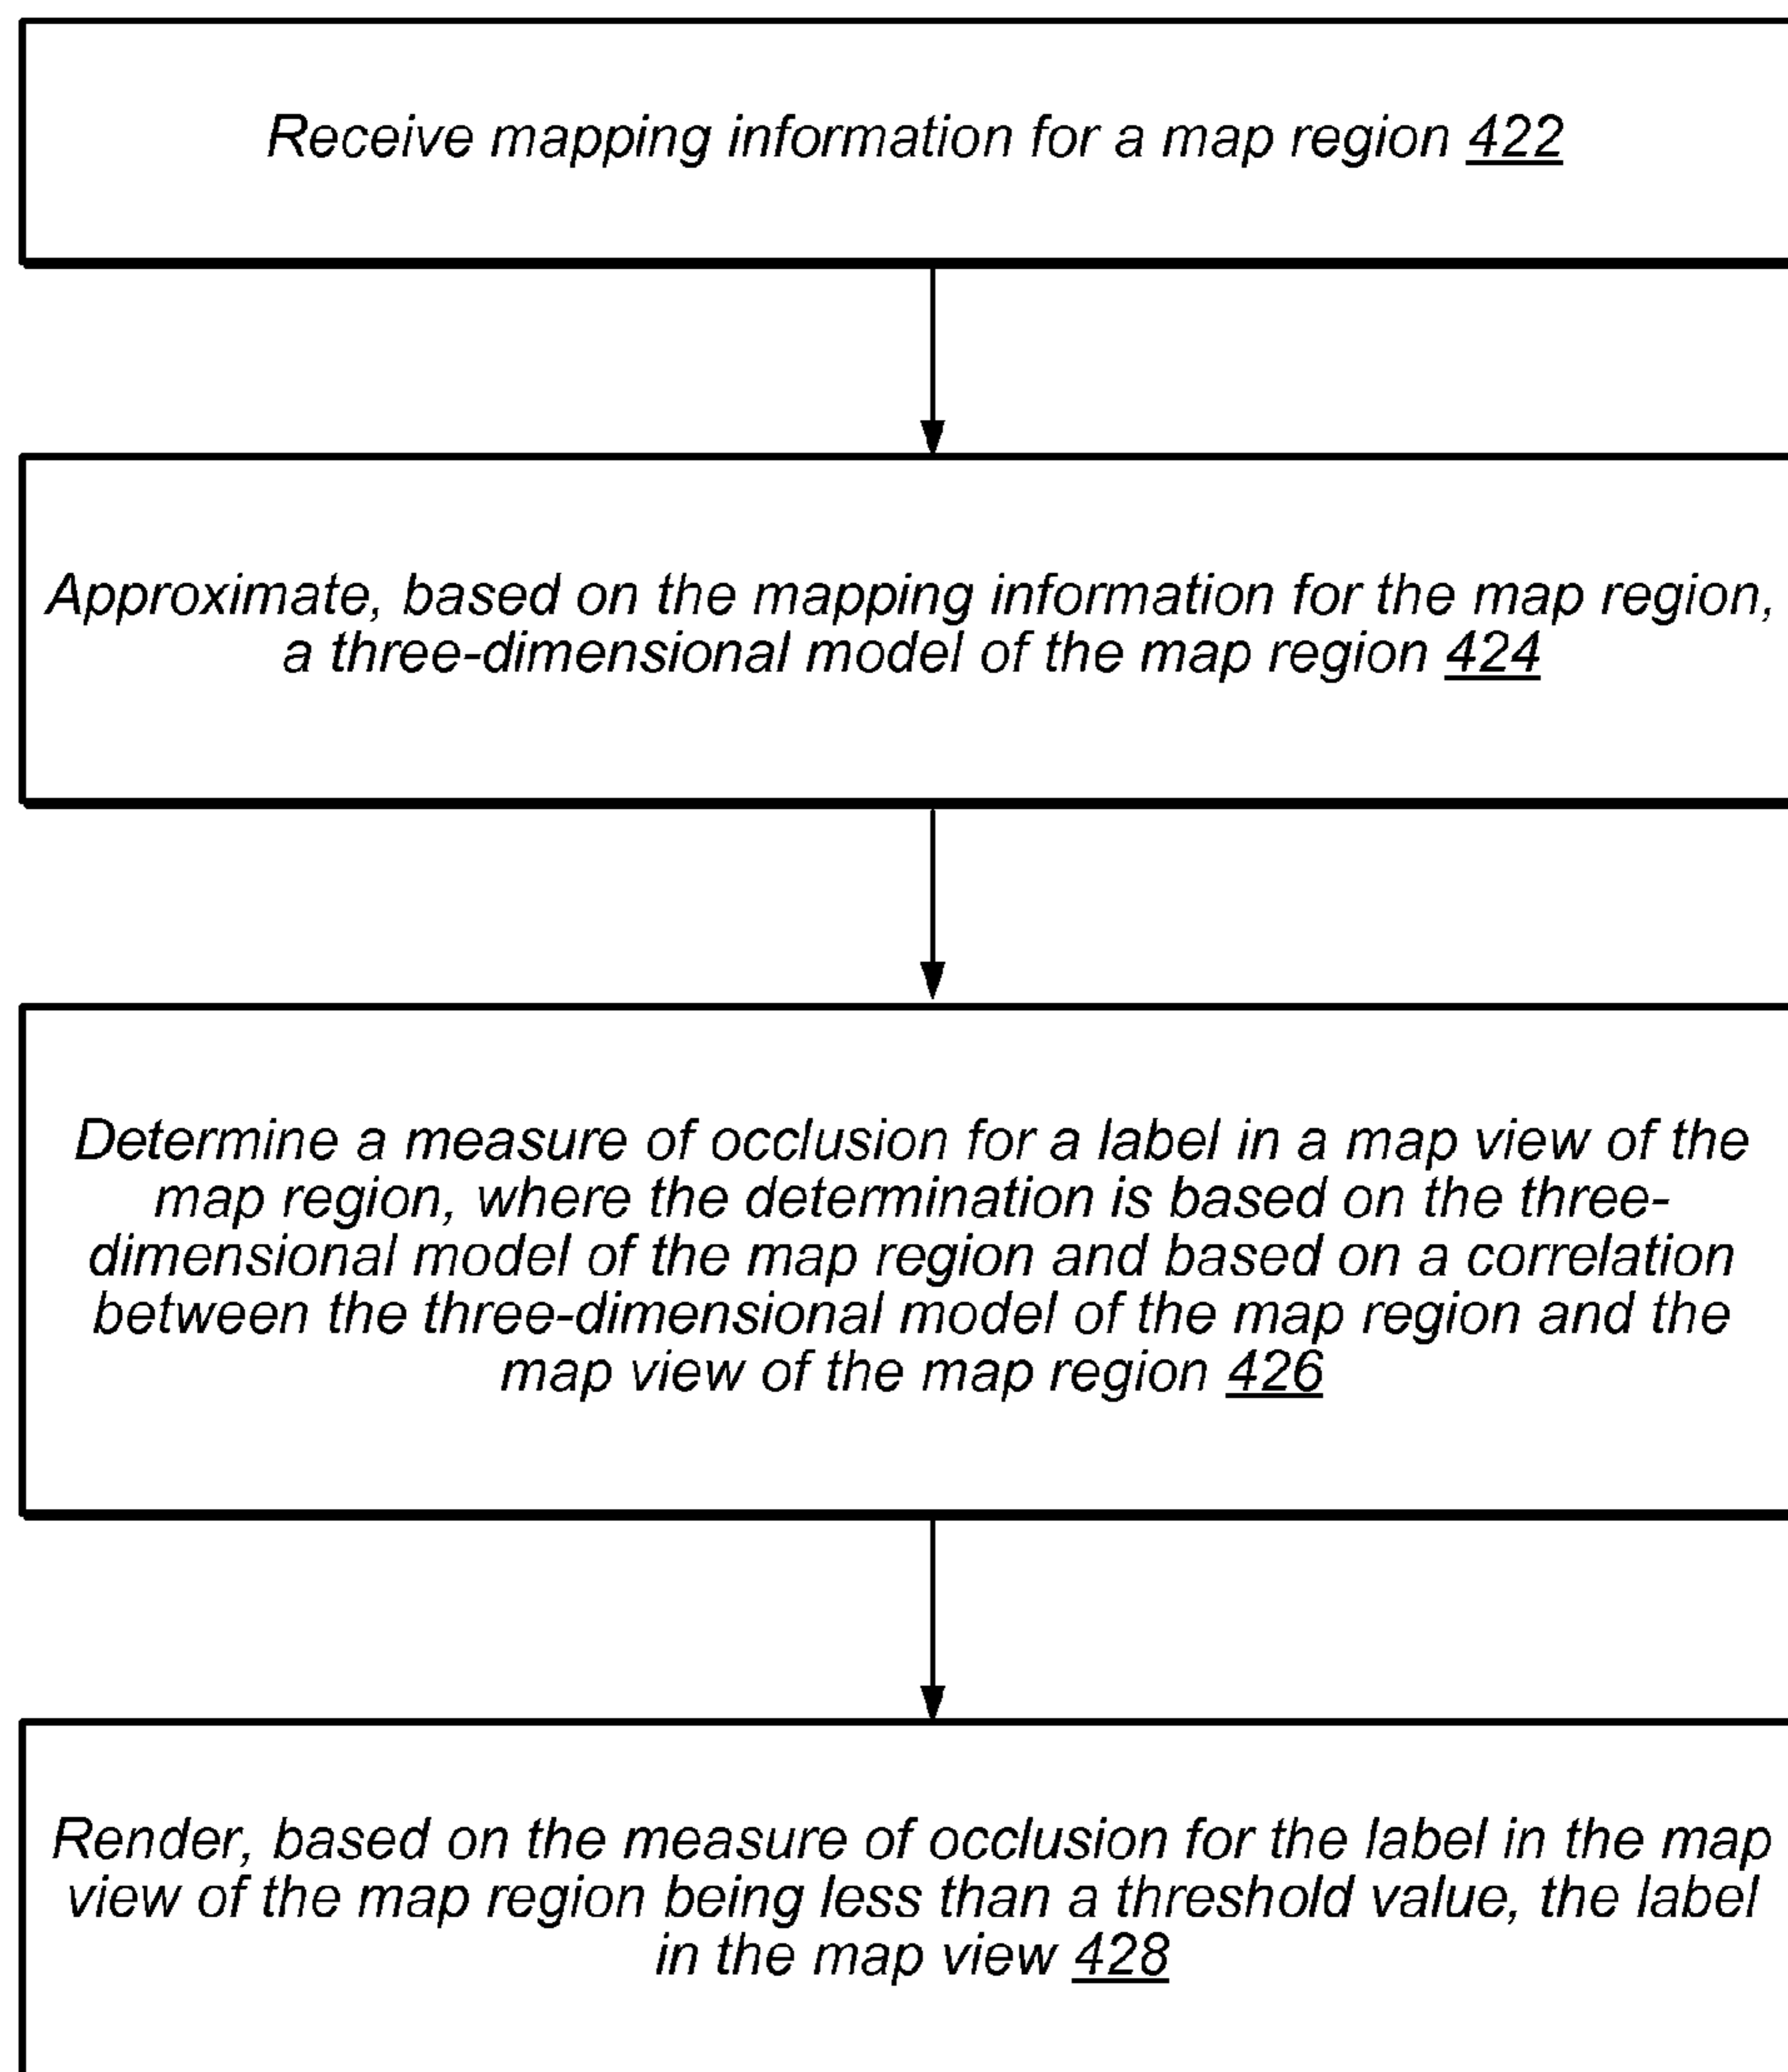 Receive mapping information for a map region 422
Approximate, based on the mapping information for the map region,
a three-dimensional model of the map region 424
Determine a measure of occlusion for a label in a map view of the
map region, where the determination is based on the three-
dimensional model of the map region and based on a correlation
between the three-dimensional model of the map region and the
map view of the map region 426
Render, based on the measure of occlusion for the label in the map
view of the map region being less than a threshold value, the label
in the map view 428